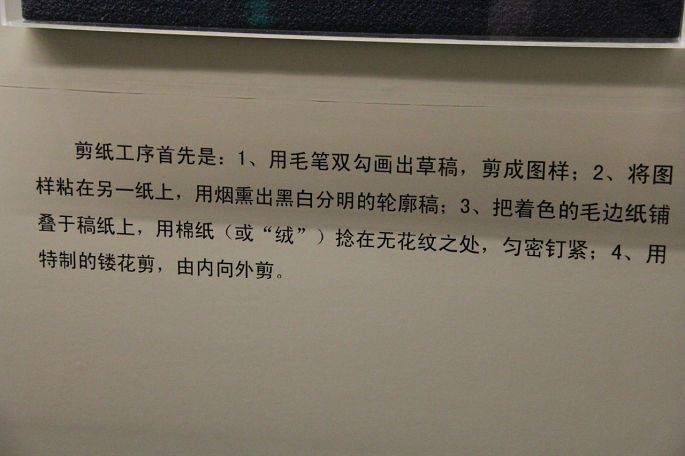 剪纸工序首先是：1、用毛笔双勾画出草稿，剪成图样；2、将图
样粘在另一纸上，用烟熏出黑白分明的轮廓稿；3、把着色的毛边纸铺
叠于稿纸上，用棉纸（或“绒”）捻在无花纹之处，匀密钉紧；4、用
特制的镂花剪，由内向外剪。